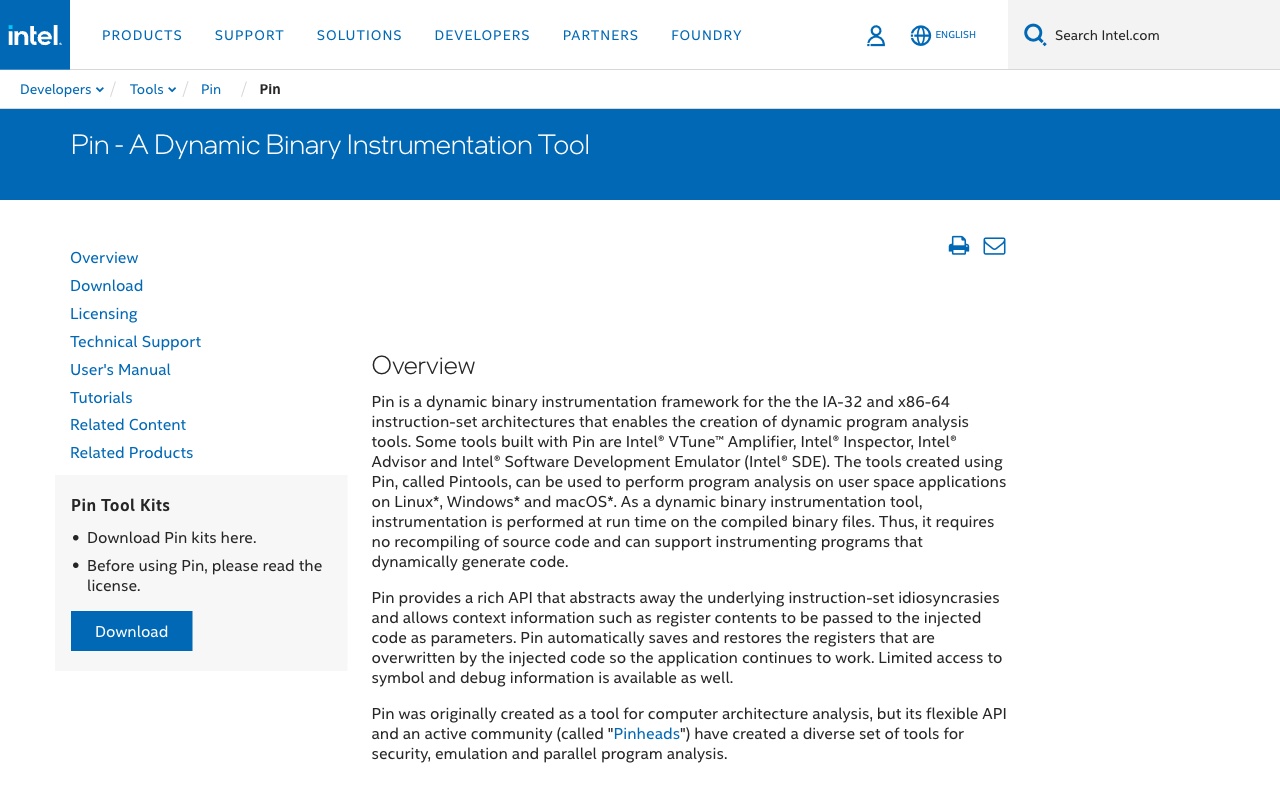 intel.
PRODUCTS
SUPPORT
SOLUTIONS
DEVELOPERS
PARTNERS
FOUNDRY
ENGLISH
Search Intel.com
Developers / Tools / Pin / Pin
Pin - A Dynamic Binary Instrumentation Tool
Overview
Download
Licensing
Technical Support
User's Manual
Tutorials
Related Content
Related Products
Pin Tool Kits
• Download Pin kits here.
• Before using Pin, please read the
license.
Download
Overview
Pin is a dynamic binary instrumentation framework for the the IA-32 and x86-64
instruction-set architectures that enables the creation of dynamic program analysis
tools. Some tools built with Pin are Intel® VTune™ Amplifier, Intel® Inspector, Intel®
Advisor and Intel® Software Development Emulator (Intel® SDE). The tools created using
Pin, called Pintools, can be used to perform program analysis on user space applications
on Linux*, Windows* and macOS*. As a dynamic binary instrumentation tool,
instrumentation is performed at run time on the compiled binary files. Thus, it requires
no recompiling of source code and can support instrumenting programs that
dynamically generate code.
Pin provides a rich API that abstracts away the underlying instruction-set idiosyncrasies
and allows context information such as register contents to be passed to the injected
code as parameters. Pin automatically saves and restores the registers that are
overwritten by the injected code so the application continues to work. Limited access to
symbol and debug information is available as well.
Pin was originally created as a tool for computer architecture analysis, but its flexible API
and an active community (called "Pinheads") have created a diverse set of tools for
security, emulation and parallel program analysis.